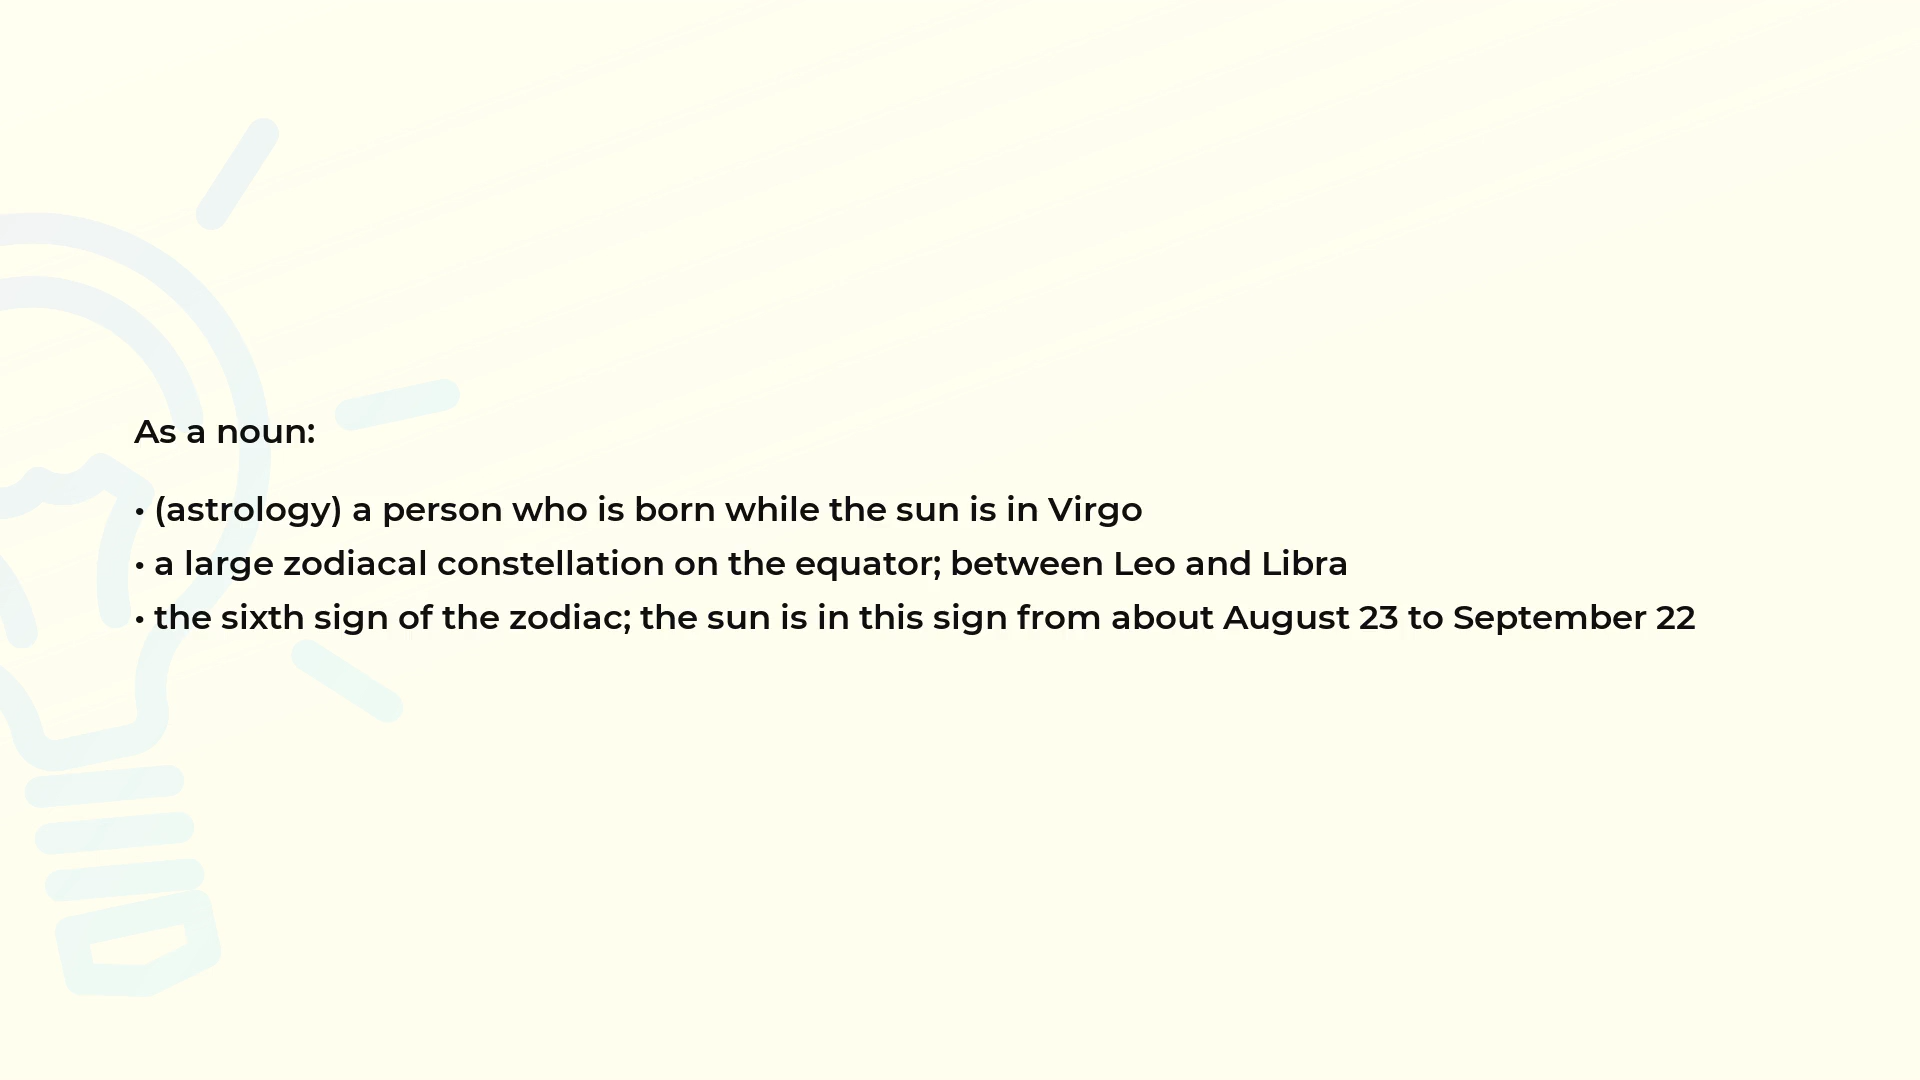 As a noun:
• (astrology) a person who is born while the sun is in Virgo
• a large zodiacal constellation on the equator; between Leo and Libra
• the sixth sign of the zodiac; the sun is in this sign from about August 23 to September 22